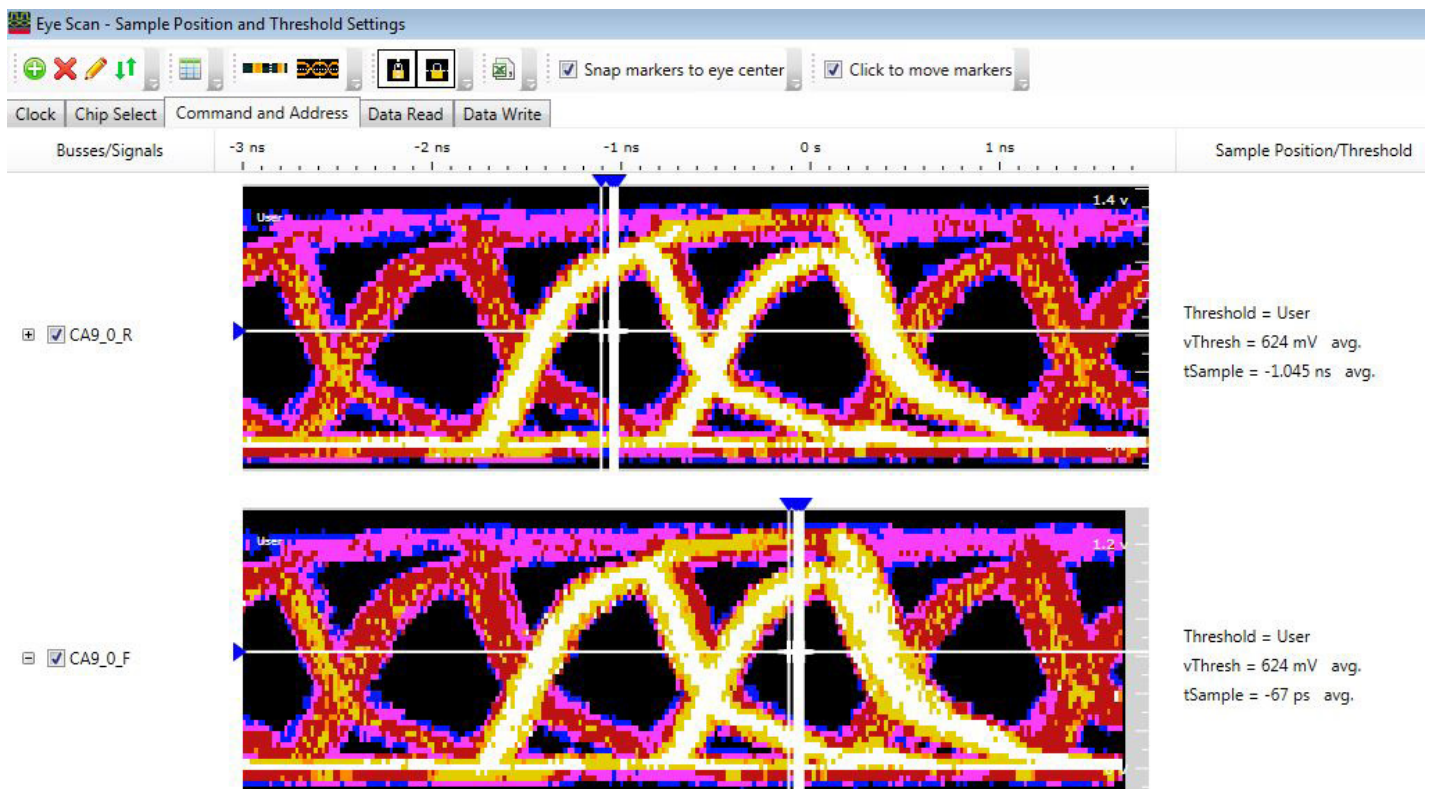 Eye Scan - Sample Position and Threshold Settings
Snap markers to eye center Click to move markers
Clock Chip Select Command and Address Data Read Data Write
Busses/Signals -3 ns -2 ns -1 ns 0 s 1 ns Sample Position/Threshold
User 1.4 v
CA9_0_R
Threshold = User
vThresh = 624 mV avg.
tSample = -1.045 ns avg.
User 1.2 v
CA9_0_F
Threshold = User
vThresh = 624 mV avg.
tSample = -67 ps avg.